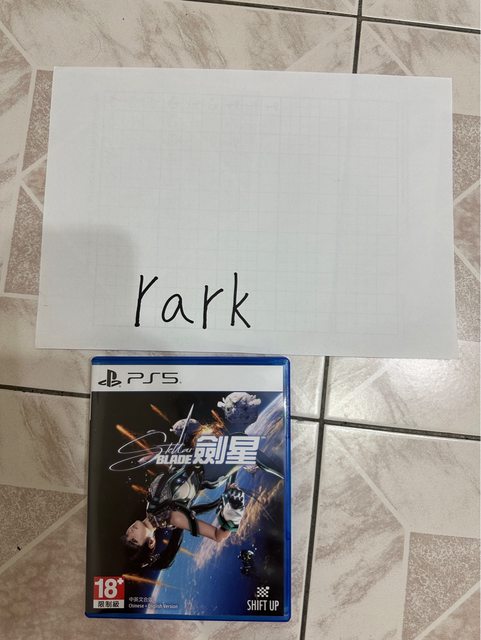 rark
PS5
Stellar
BLADE 劍星
18+
限制級
中英文合版
Chinese + English Version
SHIFT UP